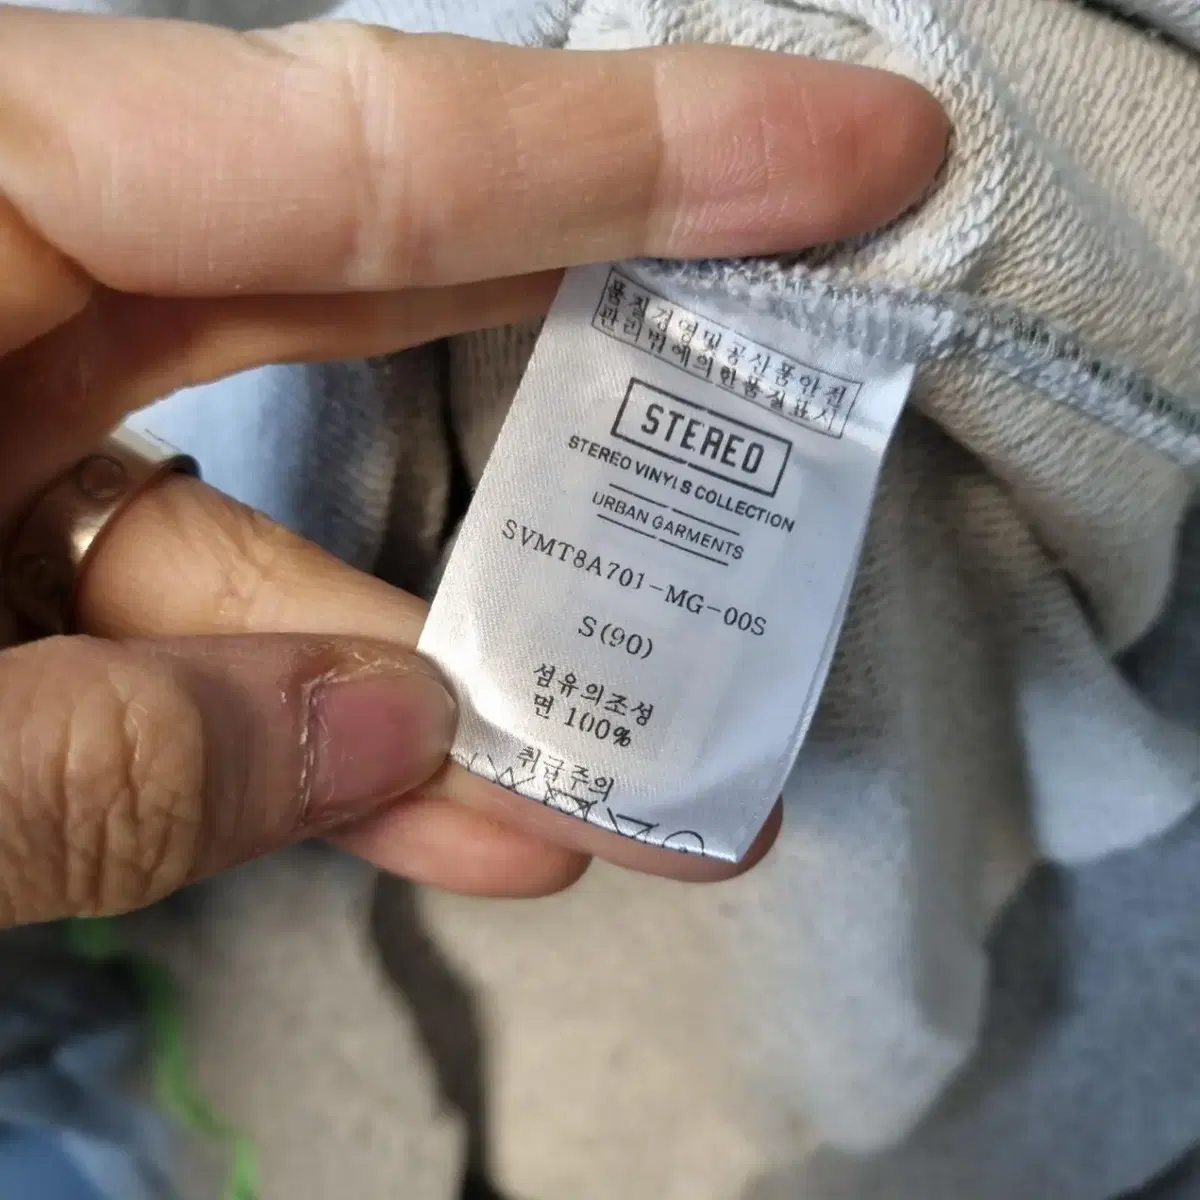 품질경영및공산품안전
관리법에의한품질표시
STEREO
STEREO VINYLS COLLECTION
URBAN GARMENTS
SVMT8A701-MG-00S
S(90)
섬유의조성
면 100%
취급주의